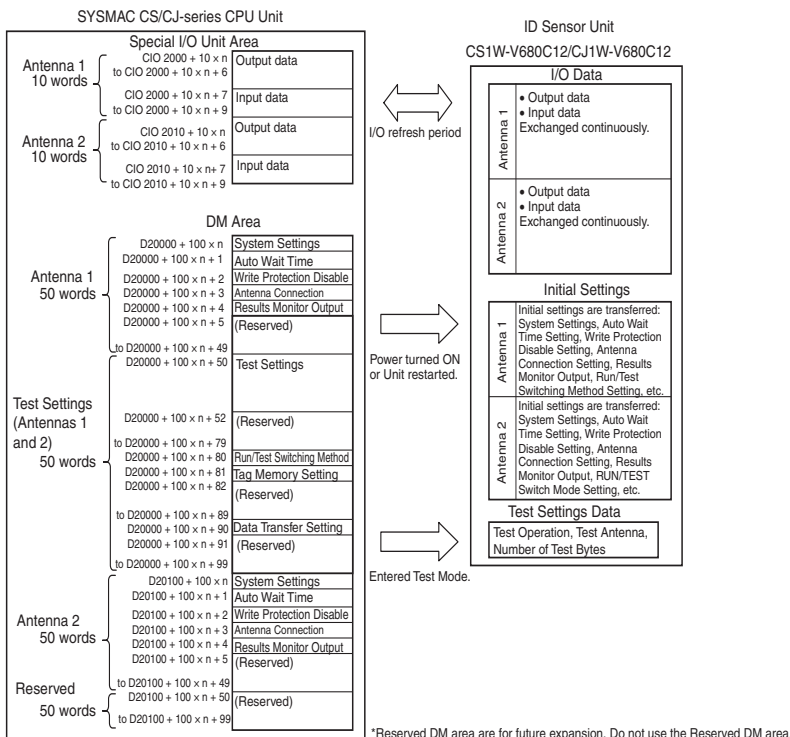 SYSMAC CS/CJ-series CPU Unit
Special I/O Unit Area
Antenna 1
10 words
CIO 2000 + 10 × n
to CIO 2000 + 10 × n + 6
Output data
CIO 2000 + 10 × n + 7
to CIO 2000 + 10 × n + 9
Input data
Antenna 2
10 words
CIO 2010 + 10 × n
to CIO 2010 + 10 × n + 6
Output data
CIO 2010 + 10 × n+ 7
to CIO 2010 + 10 × n + 9
Input data
DM Area
Antenna 1
50 words
D20000 + 100 × n
System Settings
D20000 + 100 × n + 1
Auto Wait Time
D20000 + 100 × n + 2
Write Protection Disable
D20000 + 100 × n + 3
Antenna Connection
D20000 + 100 × n + 4
Results Monitor Output
D20000 + 100 × n + 5
(Reserved)
to D20000 + 100 × n + 49
Test Settings
(Antennas 1
and 2)
50 words
D20000 + 100 × n + 50
Test Settings
D20000 + 100 × n + 52
(Reserved)
to D20000 + 100 × n + 79
D20000 + 100 × n + 80
Run/Test Switching Method
D20000 + 100 × n + 81
Tag Memory Setting
D20000 + 100 × n + 82
(Reserved)
to D20000 + 100 × n + 89
D20000 + 100 × n + 90
Data Transfer Setting
D20000 + 100 × n + 91
(Reserved)
to D20000 + 100 × n + 99
Antenna 2
50 words
D20100 + 100 × n
System Settings
D20100 + 100 × n + 1
Auto Wait Time
D20100 + 100 × n + 2
Write Protection Disable
D20100 + 100 × n + 3
Antenna Connection
D20100 + 100 × n + 4
Results Monitor Output
D20100 + 100 × n + 5
(Reserved)
to D20100 + 100 × n + 49
Reserved
50 words
D20100 + 100 × n + 50
(Reserved)
to D20100 + 100 × n + 99
I/O refresh period
Power turned ON
or Unit restarted.
Entered Test Mode.
ID Sensor Unit
CS1W-V680C12/CJ1W-V680C12
I/O Data
Antenna 1
• Output data
• Input data
Exchanged continuously.
Antenna 2
• Output data
• Input data
Exchanged continuously.
Initial Settings
Antenna 1
Initial settings are transferred:
System Settings, Auto Wait
Time Setting, Write Protection
Disable Setting, Antenna
Connection Setting, Results
Monitor Output, Run/Test
Switching Method Setting, etc.
Antenna 2
Initial settings are transferred:
System Settings, Auto Wait
Time Setting, Write Protection
Disable Setting, Antenna
Connection Setting, Results
Monitor Output, RUN/TEST
Switch Mode Setting, etc.
Test Settings Data
Test Operation, Test Antenna,
Number of Test Bytes
*Reserved DM area are for future expansion. Do not use the Reserved DM area